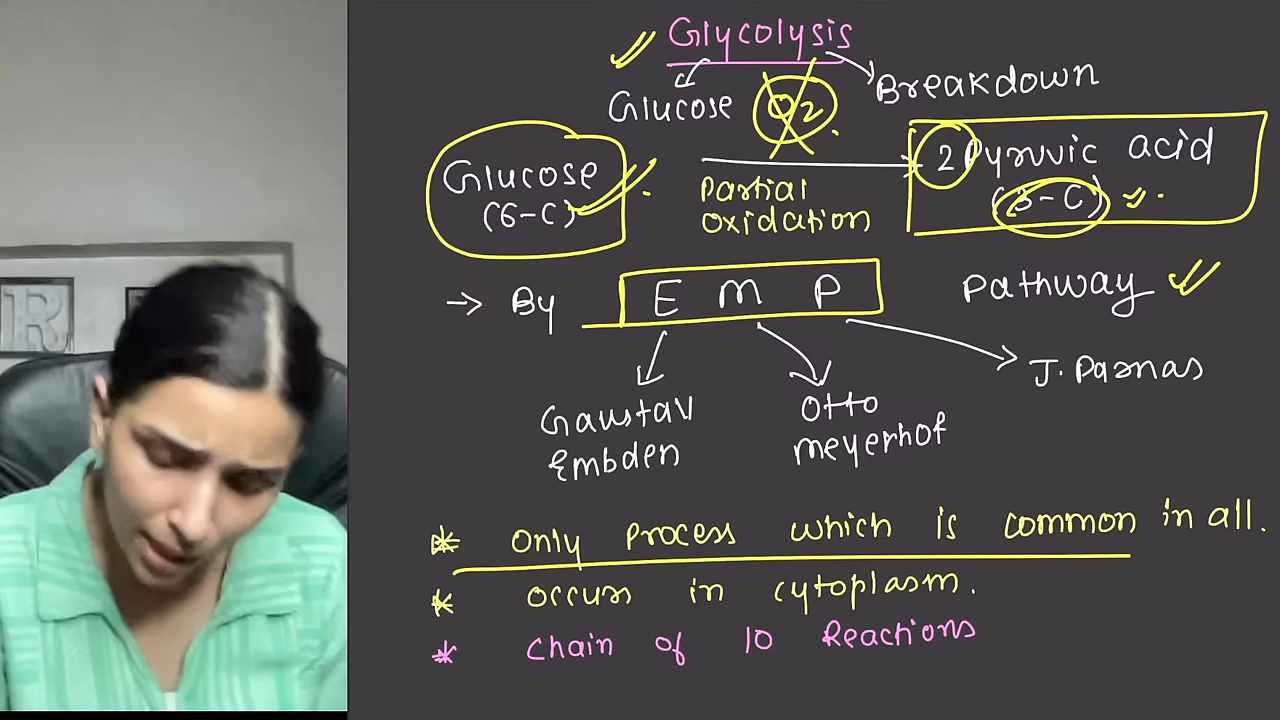 Glycolysis
Glucose O2 Breakdown
Glucose
(6-C)
Partial
oxidation
2 Pyruvic acid
(3-C)
→ By E M P Pathway
Gaustav
Embden
Otto
meyerhof
J. Parnas
* Only Process which is common in all.
* occurs in cytoplasm.
* Chain of 10 Reactions
R